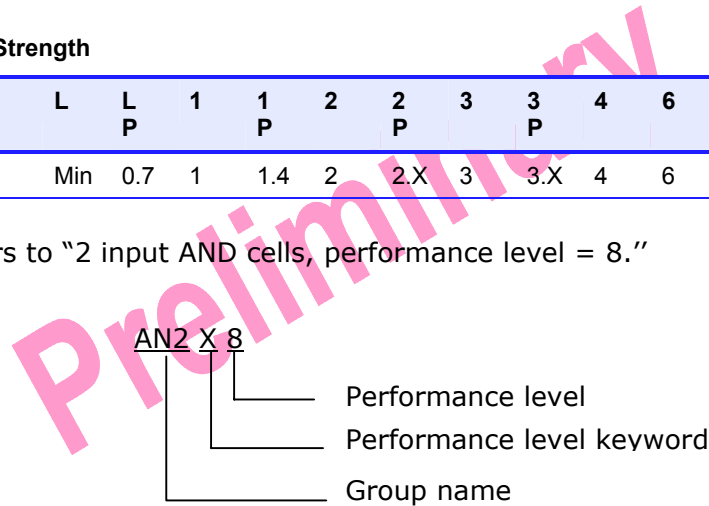 Strength
L L P 1 1 P 2 2 P 3 3 P 4 6
Min 0.7 1 1.4 2 2.X 3 3.X 4 6
rs to “2 input AND cells, performance level = 8.’’
AN2 X 8
Performance level
Performance level keyword
Group name
Preliminary